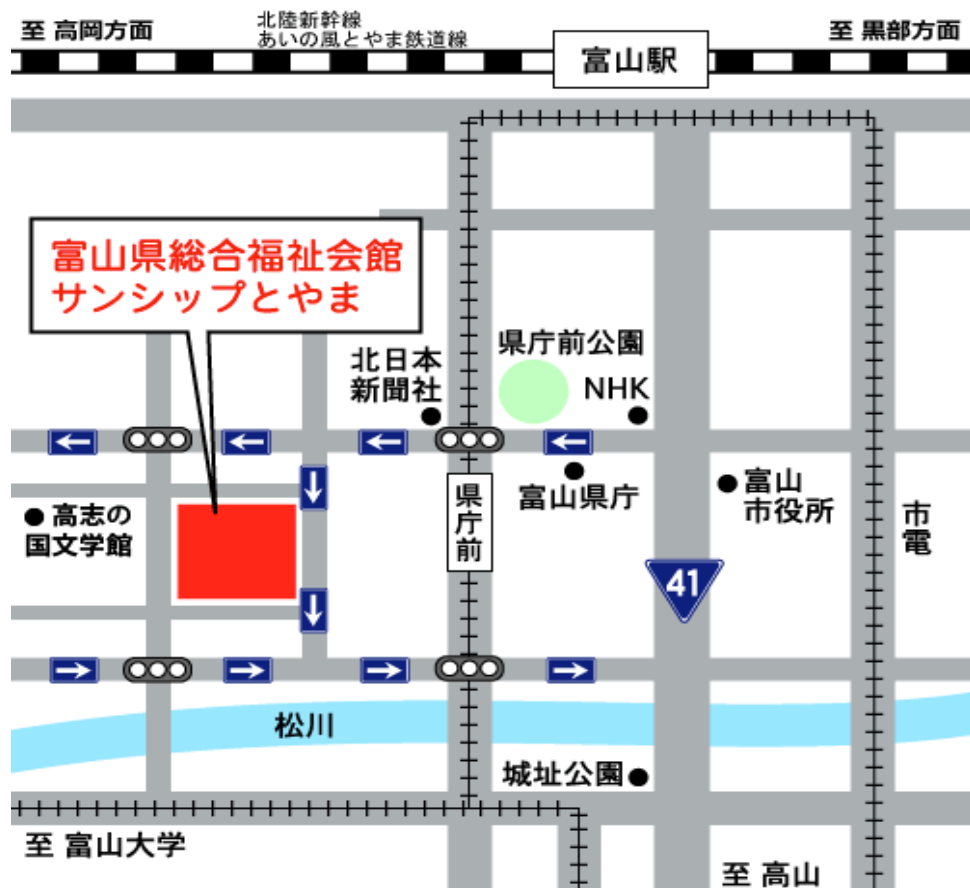 至 高岡方面
北陸新幹線
あいの風とやま鉄道線
富山駅
至 黒部方面
富山県総合福祉会館
サンシップとやま
北日本
新聞社
県庁前公園
NHK
富山県庁
富山
市役所
高志の
国文学館
県庁前
41
市電
松川
城址公園
至 富山大学
至 高山